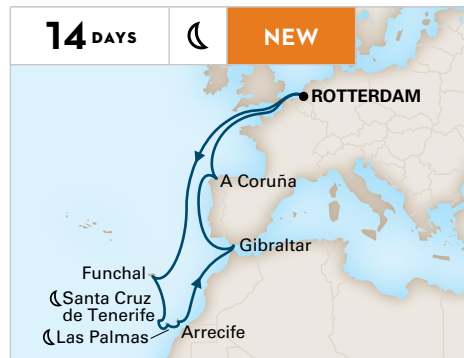 14 DAYS
NEW
ROTTERDAM
A Coruña
Gibraltar
Funchal
Santa Cruz
de Tenerife
Las Palmas
Arrecife